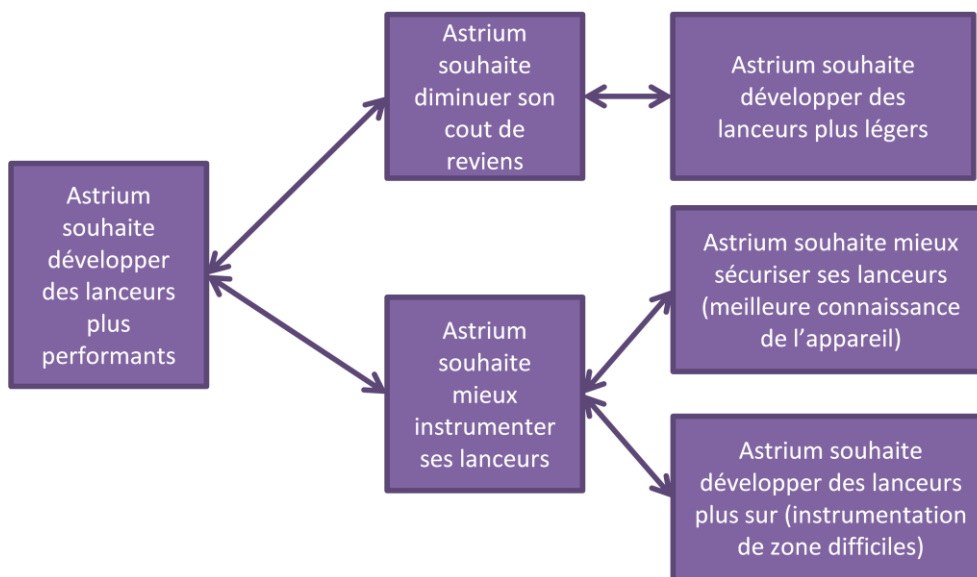 Astrium
souhaite
développer
des lanceurs
plus
performants
Astrium
souhaite
diminuer son
cout de
reviens
Astrium souhaite
développer des
lanceurs plus légers
Astrium
souhaite
mieux
instrumenter
ses lanceurs
Astrium souhaite mieux
sécuriser ses lanceurs
(meilleure connaissance
de l'appareil)
Astrium souhaite
développer des lanceurs
plus sur (instrumentation
de zone difficiles)